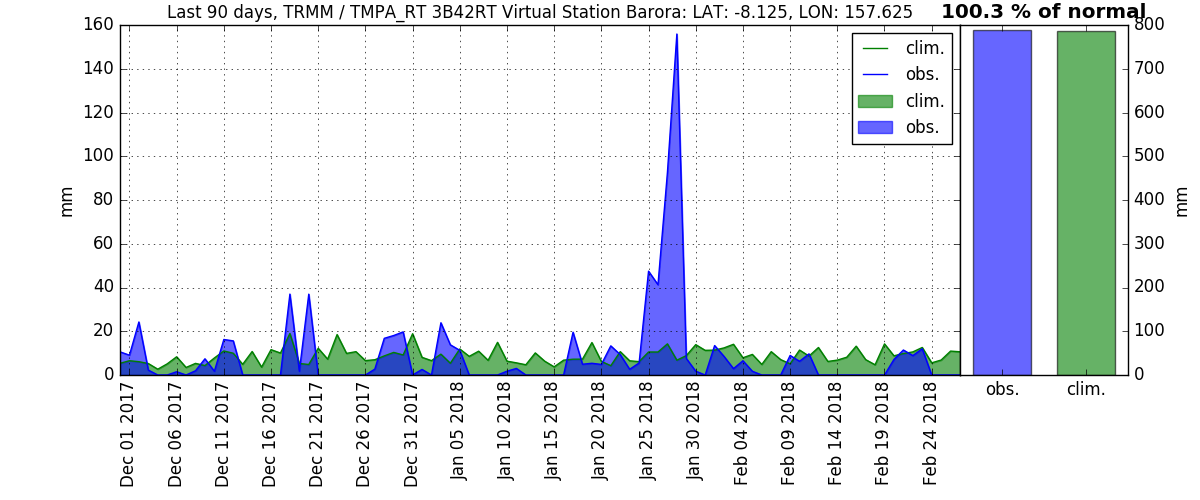 Last 90 days, TRMM / TMPA_RT 3B42RT Virtual Station Barora: LAT: -8.125, LON: 157.625
100.3 % of normal
mm
160
140
120
100
80
60
40
20
0
clim.
obs.
clim.
obs.
800
700
600
500
400
300
200
100
0
mm
Dec 01 2017
Dec 06 2017
Dec 11 2017
Dec 16 2017
Dec 21 2017
Dec 26 2017
Dec 31 2017
Jan 05 2018
Jan 10 2018
Jan 15 2018
Jan 20 2018
Jan 25 2018
Jan 30 2018
Feb 04 2018
Feb 09 2018
Feb 14 2018
Feb 19 2018
Feb 24 2018
obs.
clim.